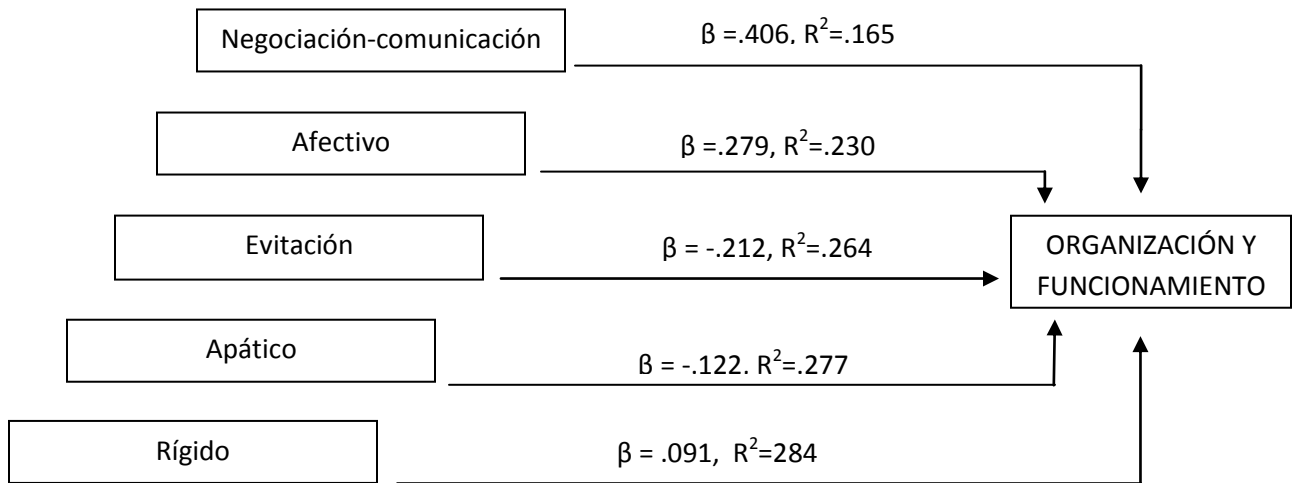 Negociación-comunicación
β =.406. R²=.165
Afectivo
β =.279, R²=.230
Evitación
β = -.212, R²=.264
ORGANIZACIÓN Y
FUNCIONAMIENTO
Apático
β = -.122. R²=.277
Rígido
β = .091, R²=284